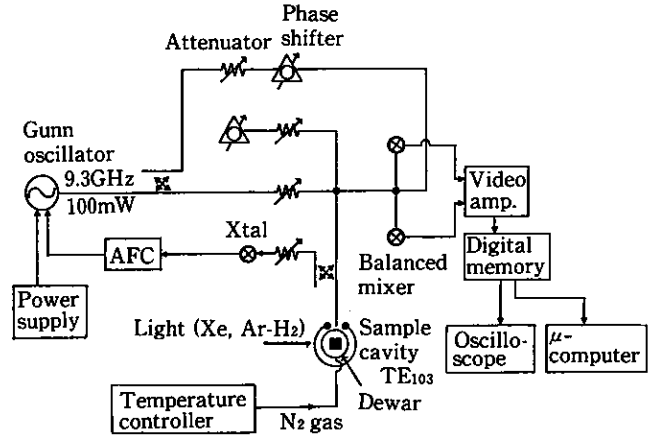 Phase
shifter
Attenuator
Gunn
oscillator
9.3GHz
100mW
Video
amp.
Xtal
AFC
Balanced
mixer
Digital
memory
Power
supply
Light (Xe, Ar-H₂)
Sample
cavity
TE₁₀₃
Dewar
Oscillo-
scope
μ-
computer
Temperature
controller
N₂ gas